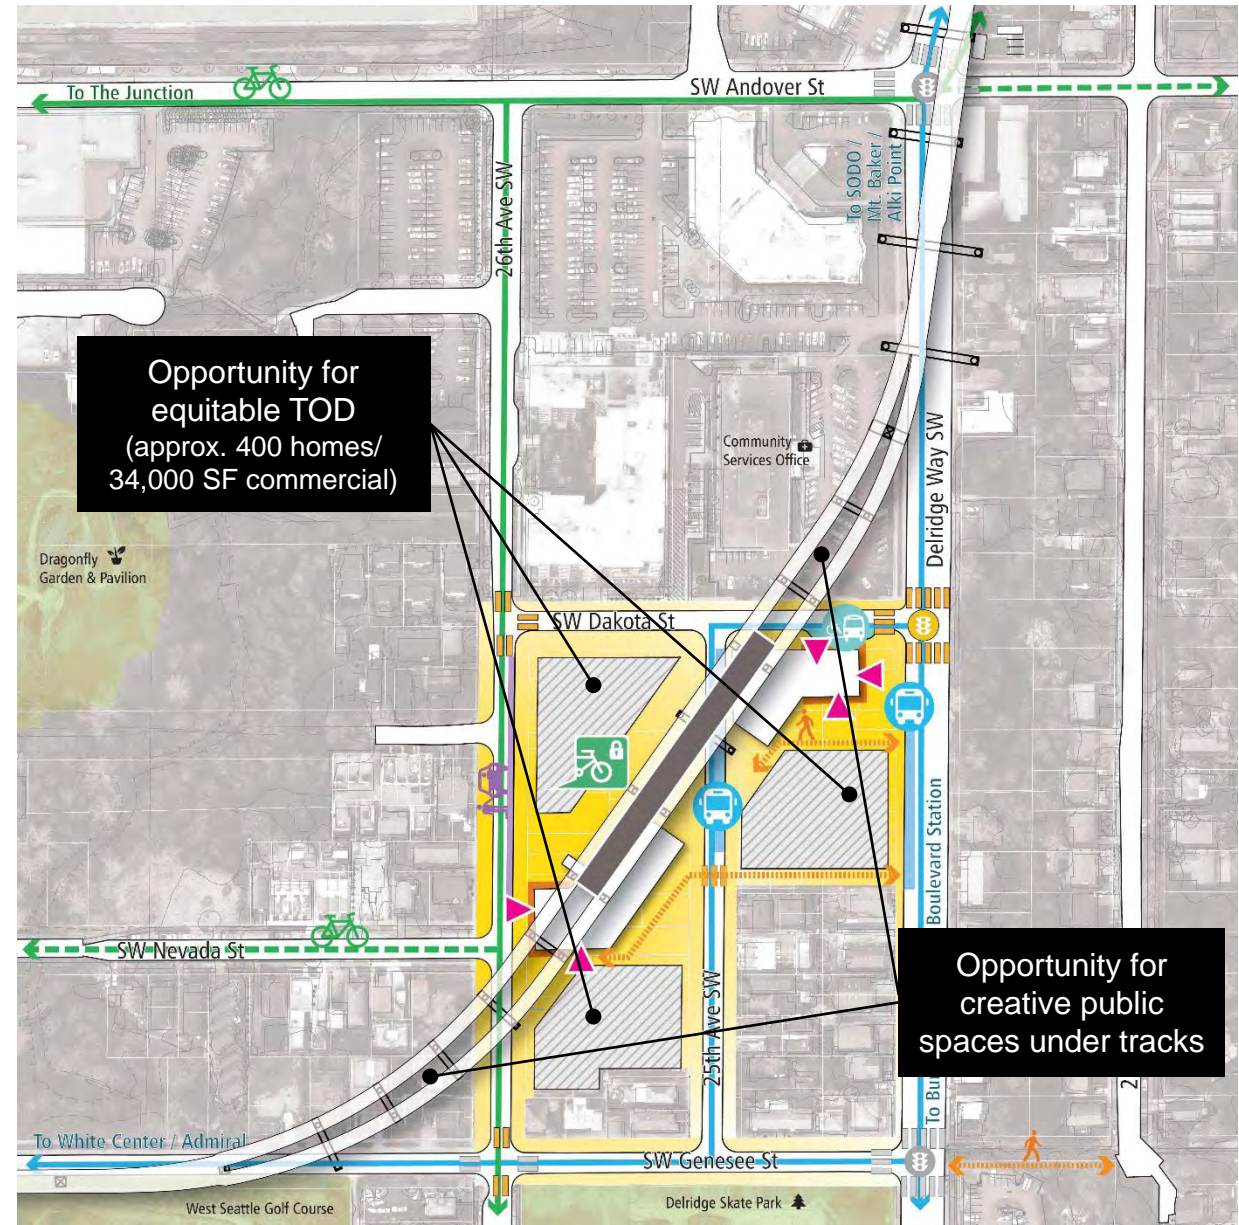 To The Junction
SW Andover St
26th Ave SW
To SODO /
Mt. Baker /
Alki Point
Opportunity for
equitable TOD
(approx. 400 homes/
34,000 SF commercial)
Community
Services Office
Delridge Way SW
Dragonfly
Garden & Pavilion
SW Dakota St
Boulevard Station
SW Nevada St
25th Ave SW
Opportunity for
creative public
spaces under tracks
To Bu
2
To White Center / Admiral
SW Genesee St
West Seattle Golf Course
Delridge Skate Park